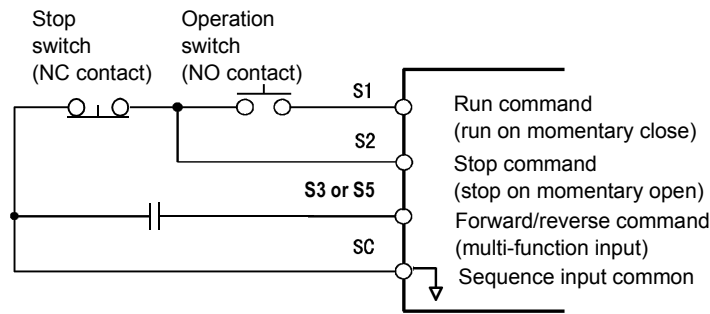 Stop
switch
(NC contact)
Operation
switch
(NO contact)
S1
Run command
(run on momentary close)
S2
Stop command
(stop on momentary open)
S3 or S5
Forward/reverse command
(multi-function input)
SC
Sequence input common